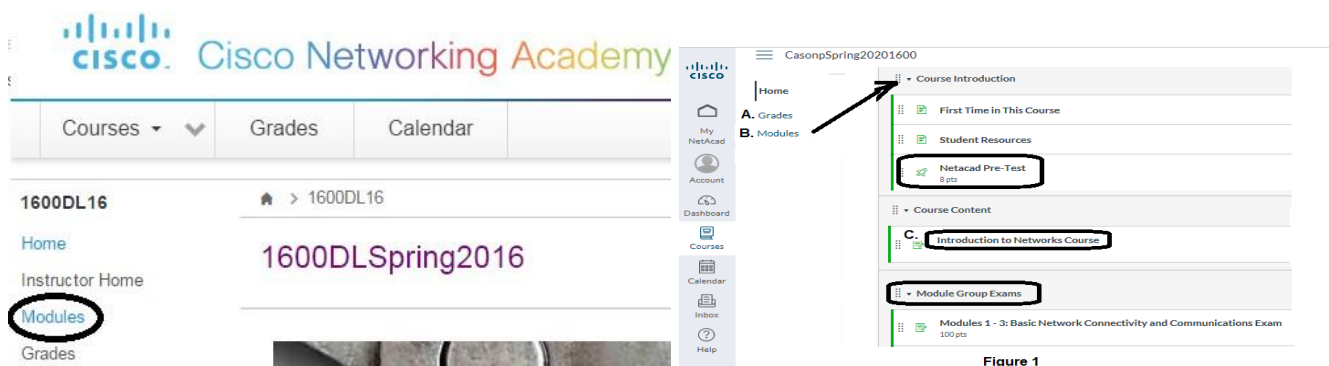 CISCO Cisco Networking Academy
Courses
Grades
Calendar
1600DL16
> 1600DL16
Home
Instructor Home
Modules
Grades
1600DLSpring2016
CISCO
My
NetAcad
Account
Dashboard
Courses
Calendar
Inbox
Help
CasonpSpring20201600
Home
A. Grades
B. Modules
Course Introduction
First Time in This Course
Student Resources
Netacad Pre-Test
8 pts
Course Content
C. Introduction to Networks Course
Module Group Exams
Modules 1 - 3: Basic Network Connectivity and Communications Exam
100 pts
Figure 1